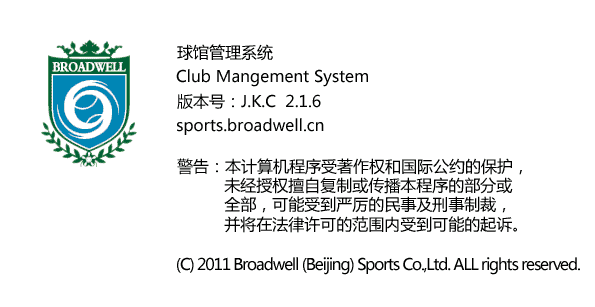 BROADWELL
球馆管理系统
Club Mangement System
版本号：J.K.C 2.1.6
sports.broadwell.cn
警告：本计算机程序受著作权和国际公约的保护，
未经授权擅自复制或传播本程序的部分或
全部，可能受到严厉的民事及刑事制裁，
并将在法律许可的范围内受到可能的起诉。
(C) 2011 Broadwell (Beijing) Sports Co.,Ltd. ALL rights reserved.